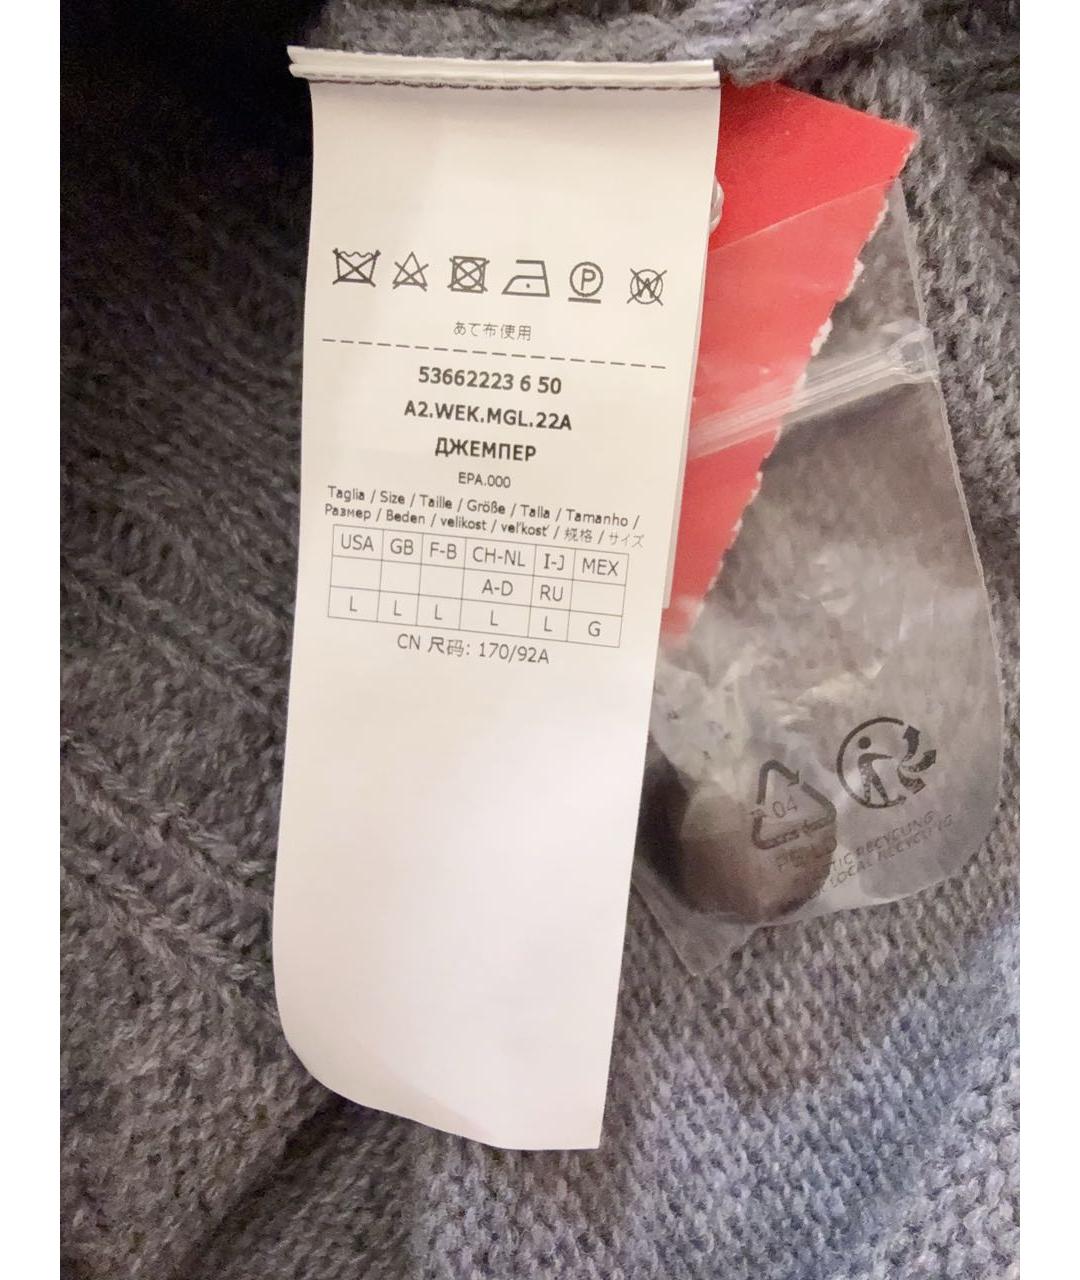 P
W
あて布使用
53662223 6 50
A2.WEK.MGL.22A
ДЖЕМПЕР
EPA.000
Taglia / Size / Taille / Größe / Talla / Tamanho /
Размер / Beden / velikost / veľkosť / 规格 / サイズ
USA GB F-B CH-NL I-J MEX
A-D RU
L L L L L G
CN 尺码: 170/92A
04
RECYCLING
LOCAL RECYCLING